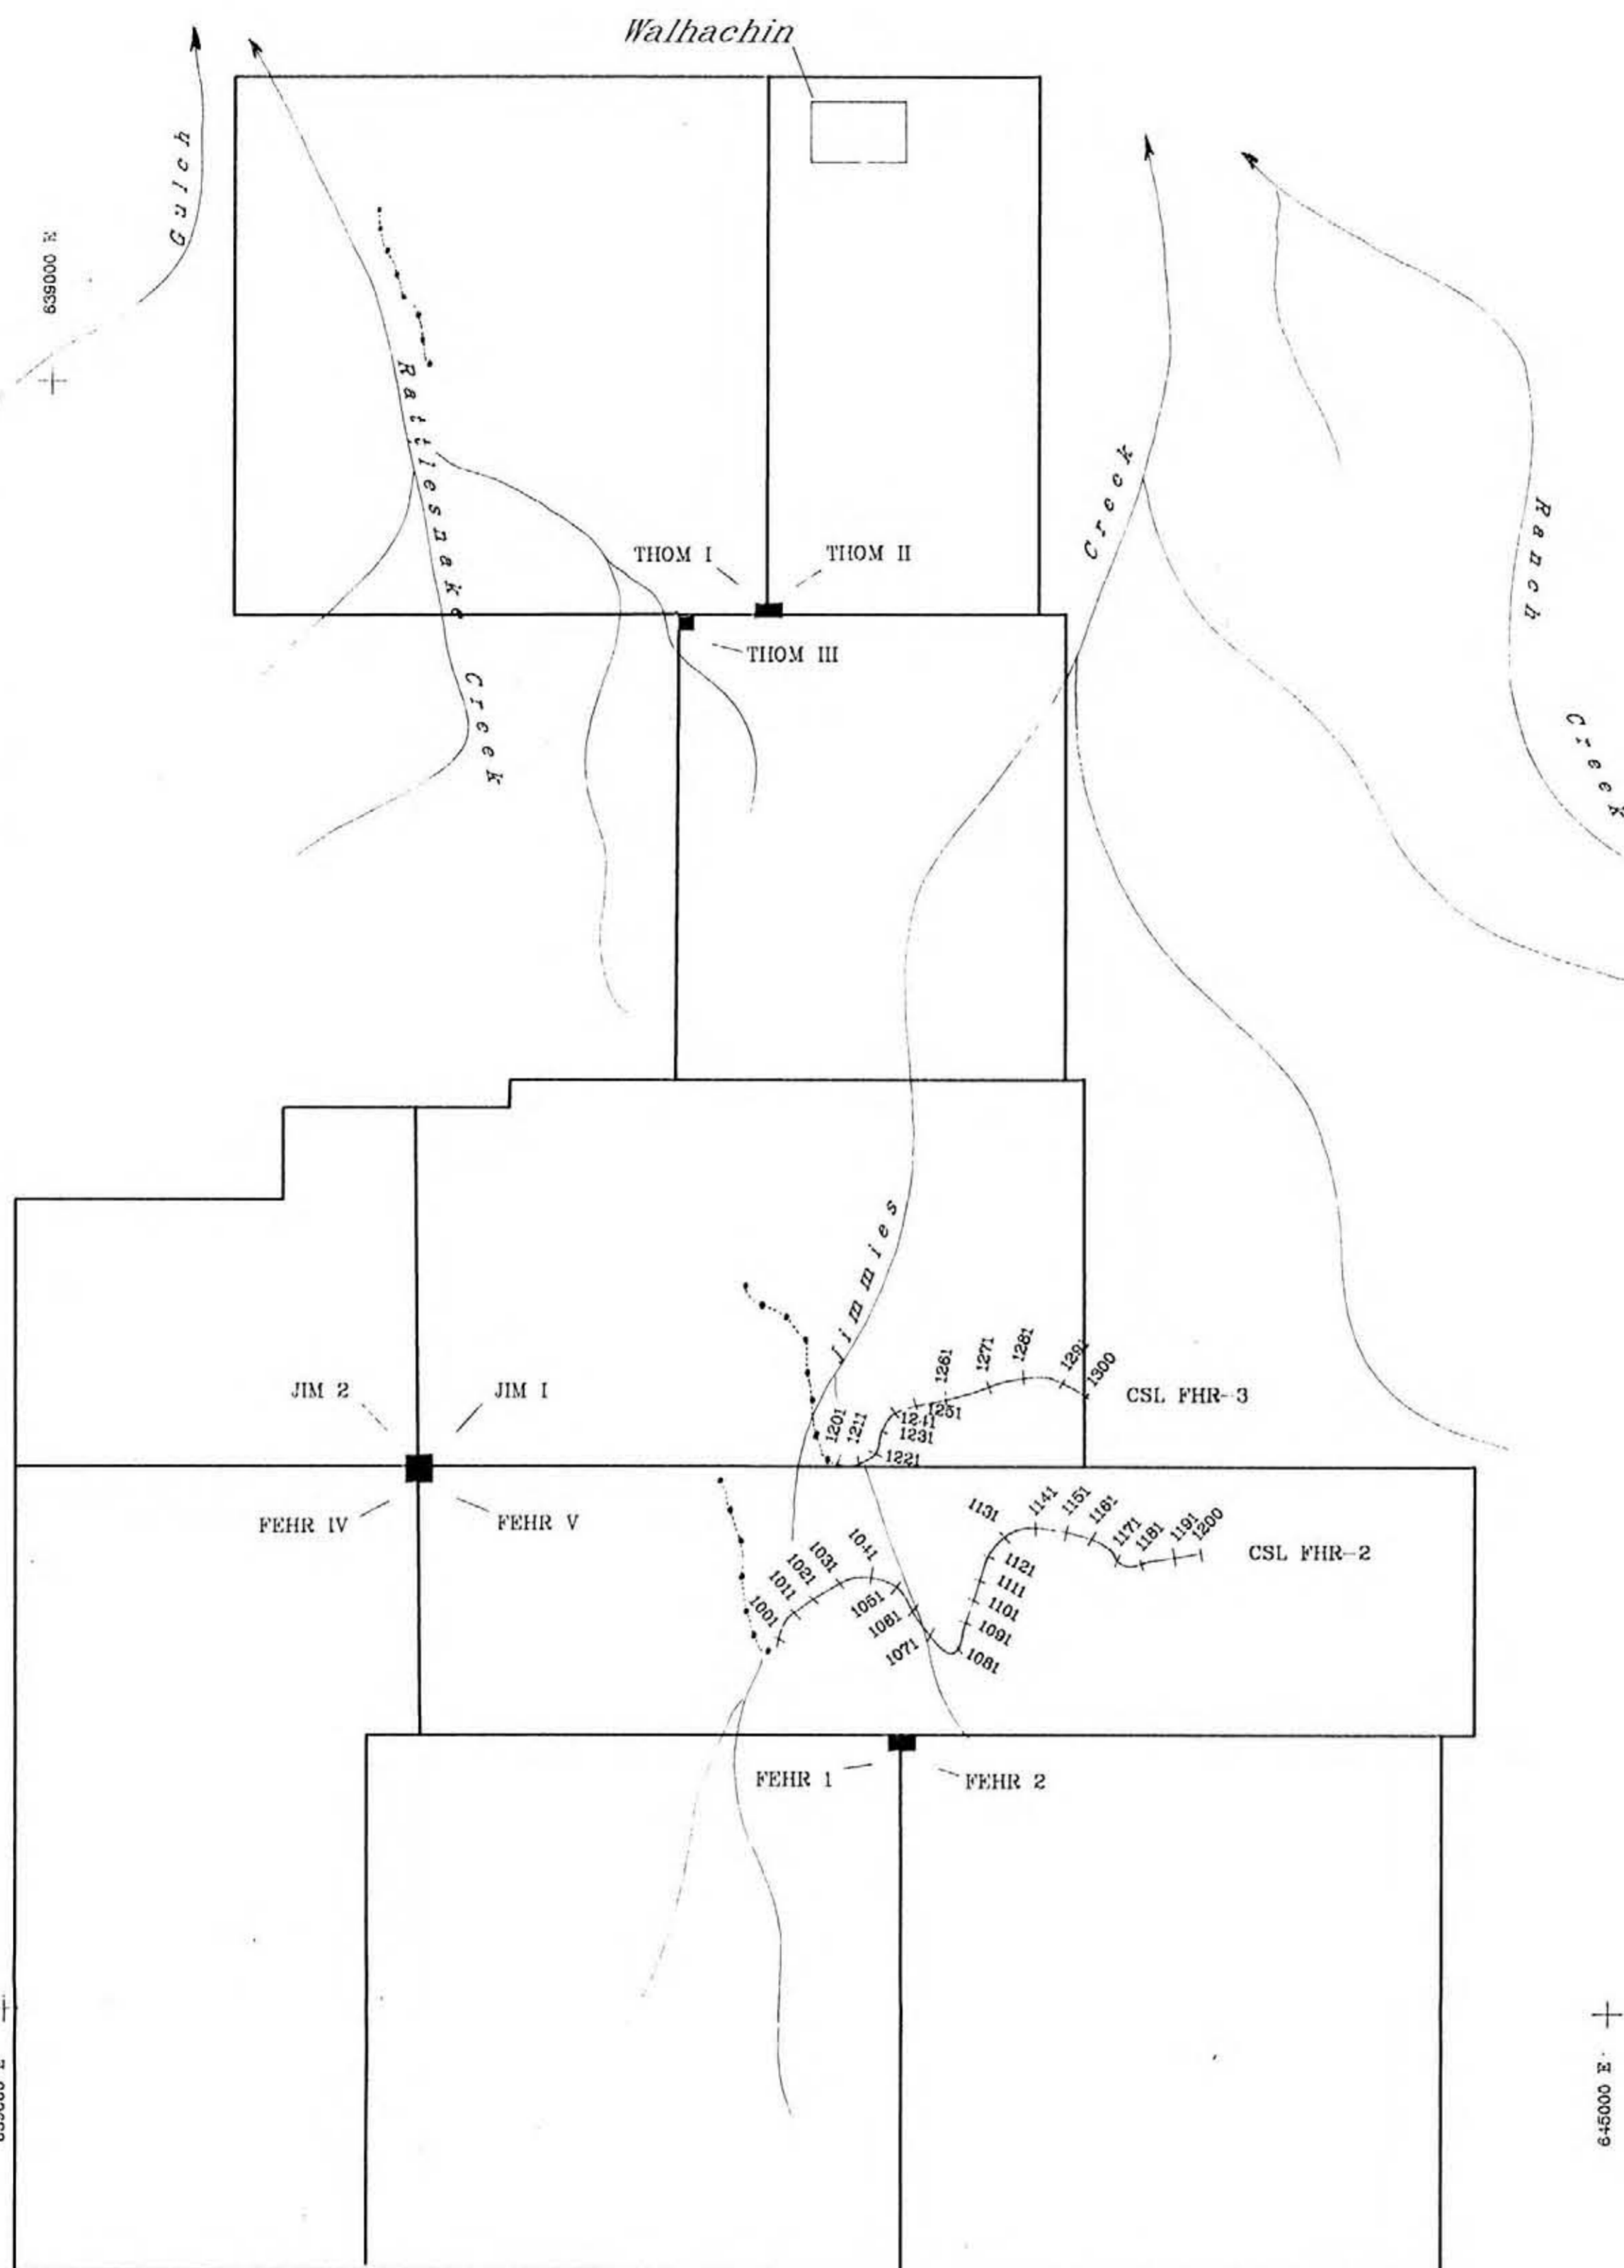 Walhachin
Gulch
639000 E
Rattlesnake
Creek
Creek
Ranch
Creek
THOM I
THOM II
THOM III
Jimmies
1201
1211
1221
1231
1241
1251
1261
1271
1281
1291
1300
CSL FHR-3
JIM 2
JIM I
FEHR IV
FEHR V
1001
1011
1021
1031
1041
1051
1061
1071
1081
1091
1101
1111
1121
1131
1141
1151
1161
1171
1181
1191
1200
CSL FHR-2
FEHR 1
FEHR 2
645000 E